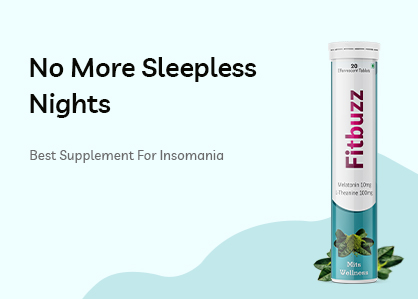 No More Sleepless
Nights
Best Supplement For Insomania
20
Effervescent Tablets
Fitbuzz
Melatonin 10mg
L-Theanine 100mg
Mits
Wellness